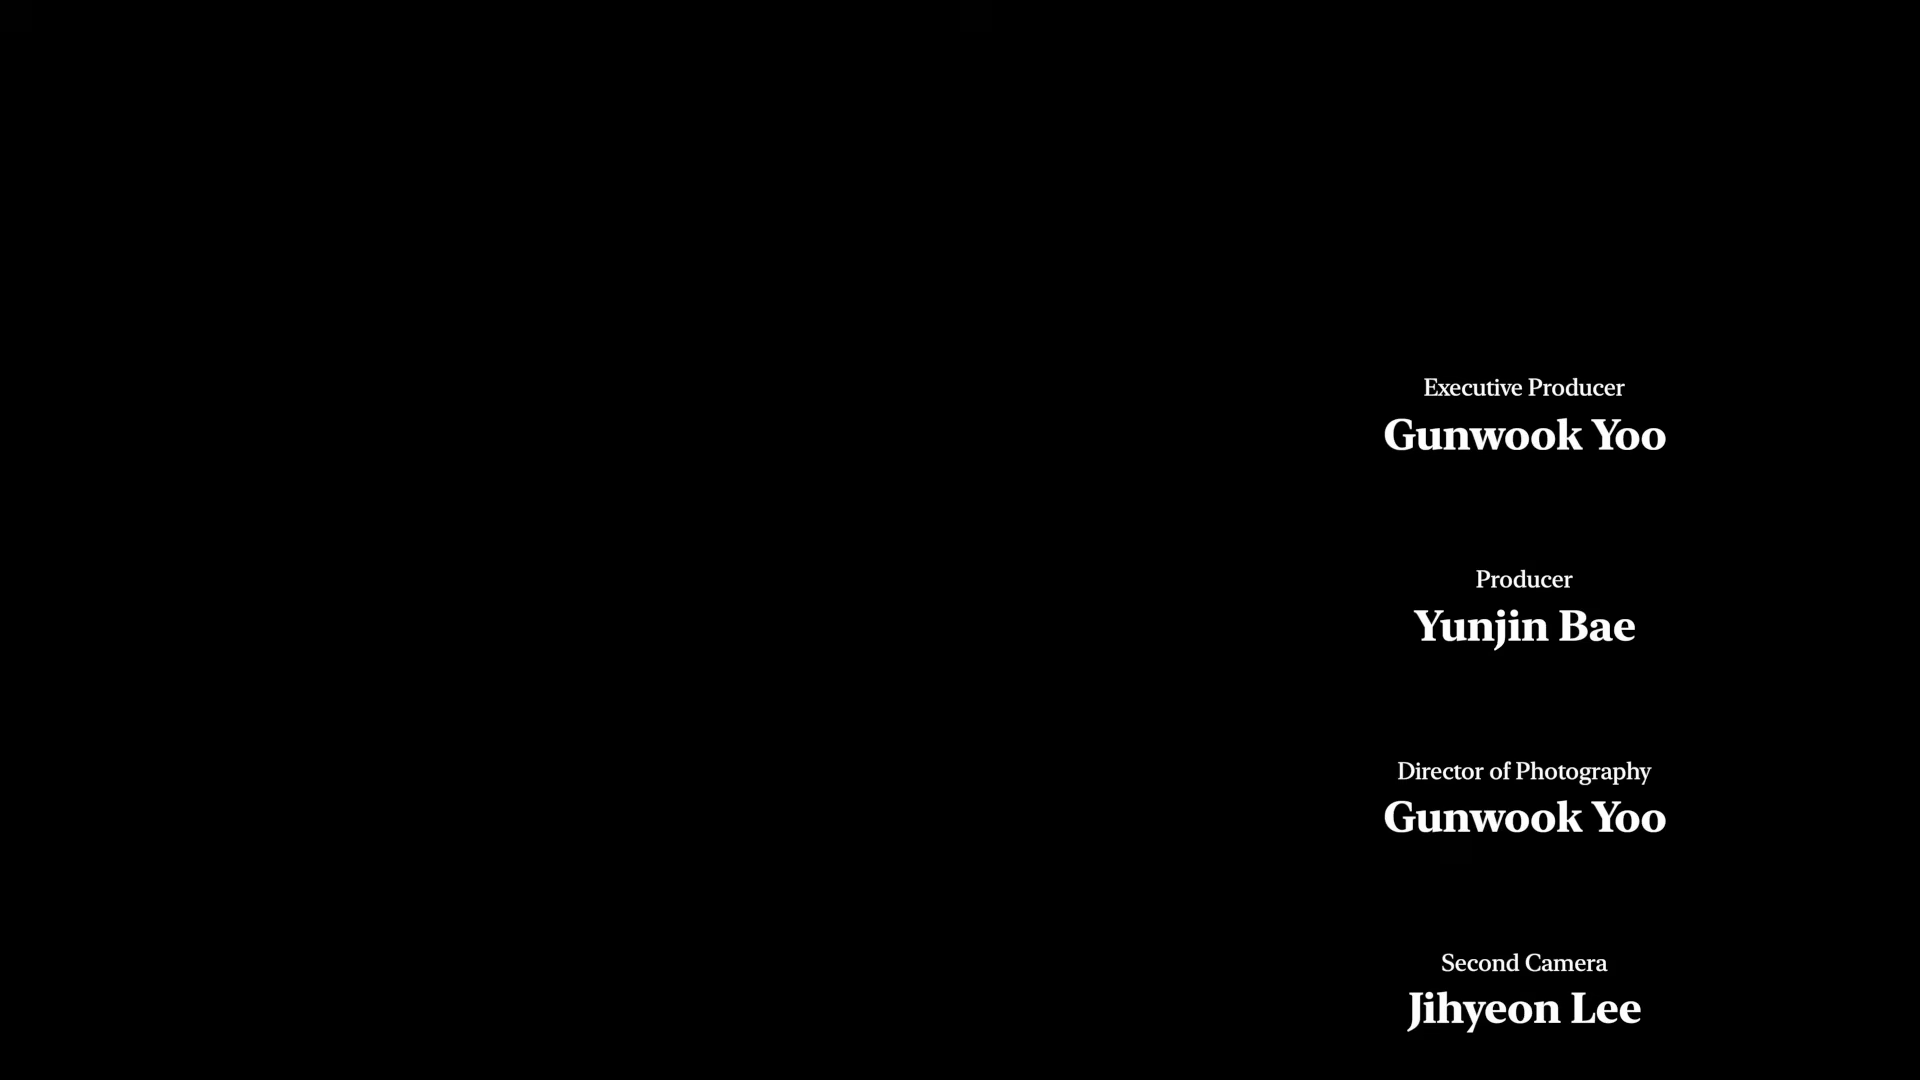 Executive Producer
Gunwook Yoo
Producer
Yunjin Bae
Director of Photography
Gunwook Yoo
Second Camera
Jihyeon Lee